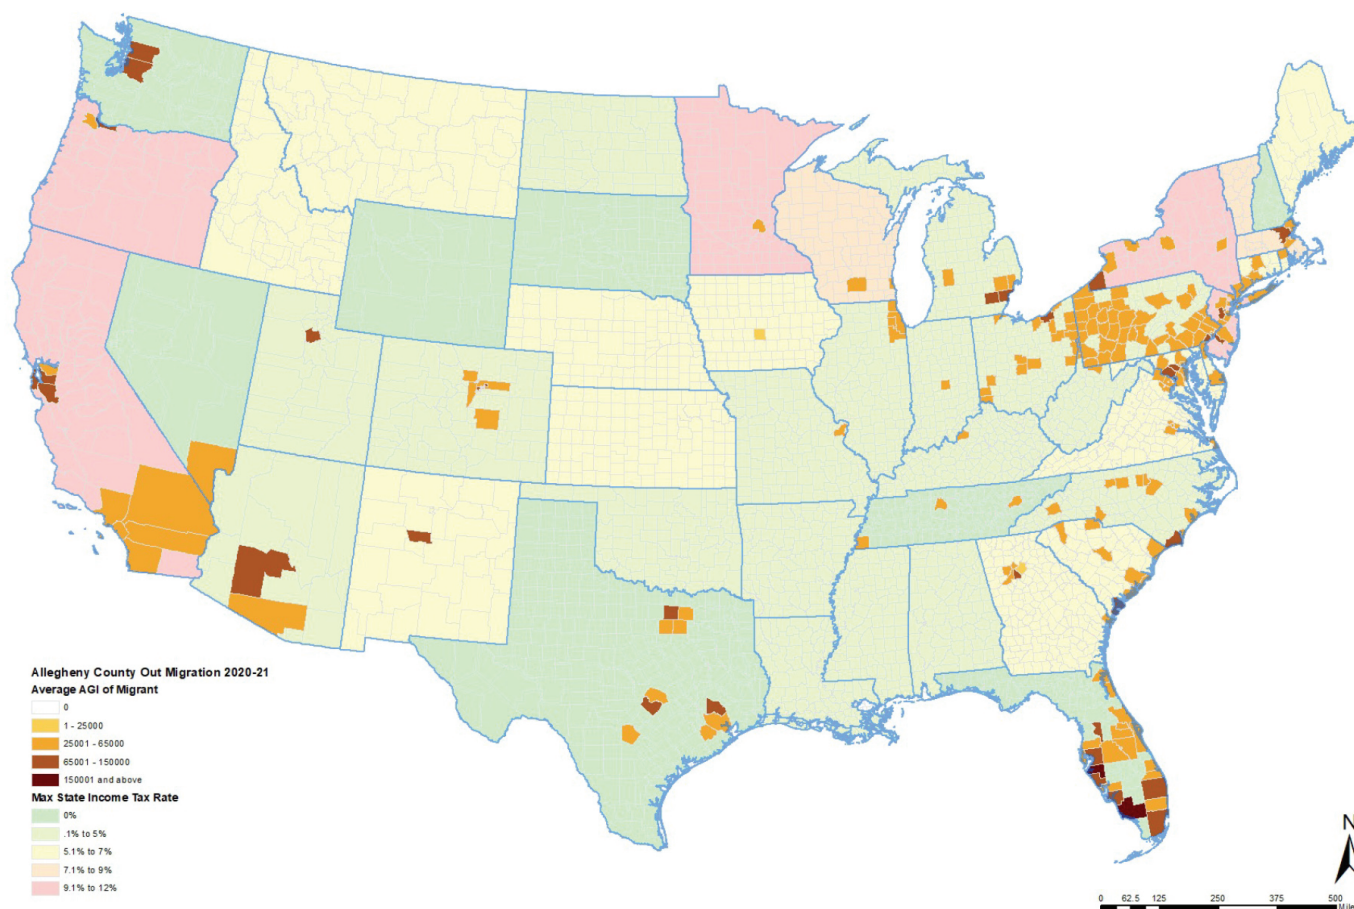 Allegheny County Out Migration 2020-21
Average AGI of Migrant
0
1 - 25000
25001 - 65000
65001 - 150000
150001 and above
Max State Income Tax Rate
0%
.1% to 5%
5.1% to 7%
7.1% to 9%
9.1% to 12%
N
0 62.5 125 250 375 500
Miles